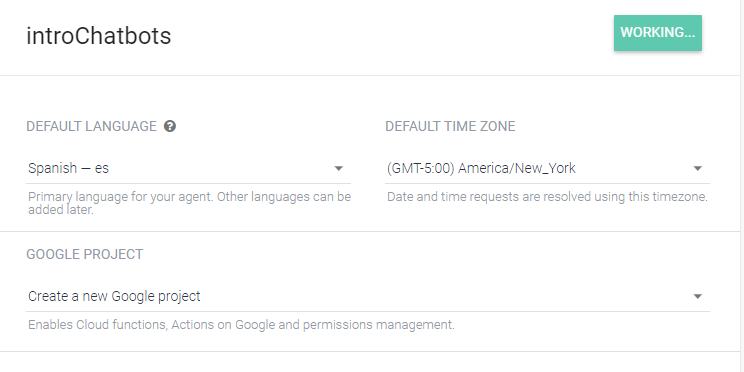 introChatbots
WORKING...
DEFAULT LANGUAGE
DEFAULT TIME ZONE
Spanish — es
(GMT-5:00) America/New_York
Primary language for your agent. Other languages can be
added later.
Date and time requests are resolved using this timezone.
GOOGLE PROJECT
Create a new Google project
Enables Cloud functions, Actions on Google and permissions management.